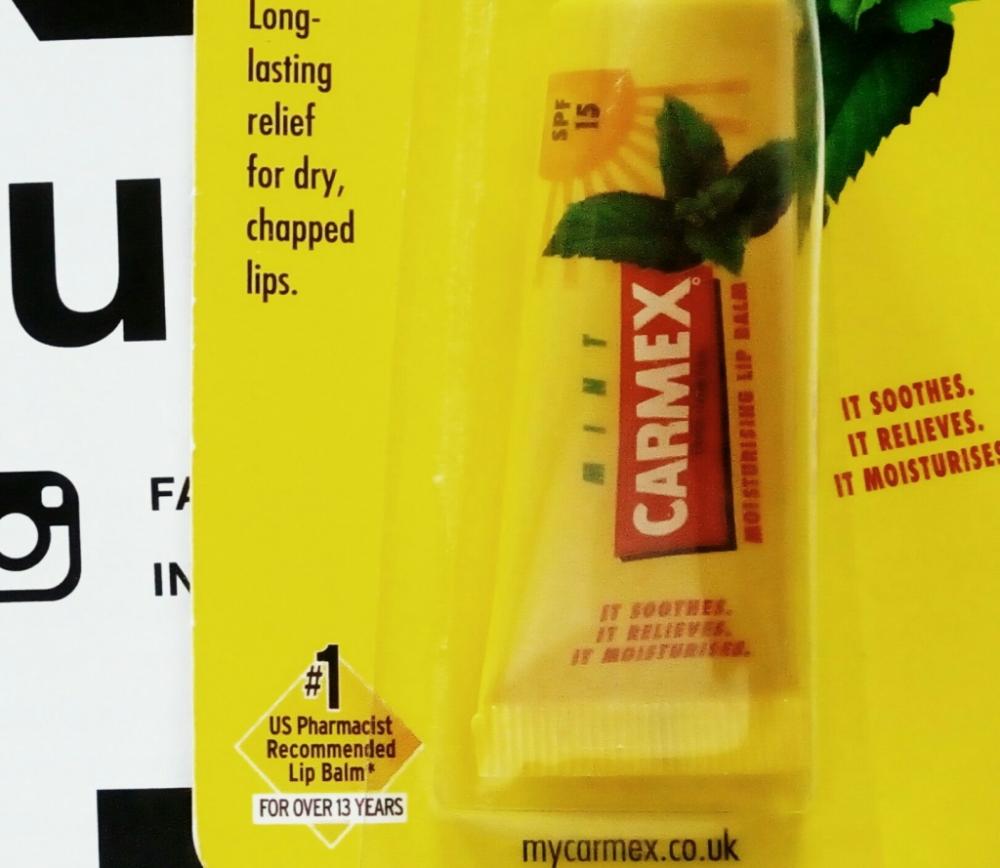 Long-
lasting
relief
for dry,
chapped
lips.
u
FA
IN
SPF
15
MINT
CARMEX
MOISTURISING LIP BALM
IT SOOTHES.
IT RELIEVES.
IT MOISTURISES.
IT SOOTHES.
IT RELIEVES.
IT MOISTURISES
#1
US Pharmacist
Recommended
Lip Balm*
FOR OVER 13 YEARS
mycarmex.co.uk